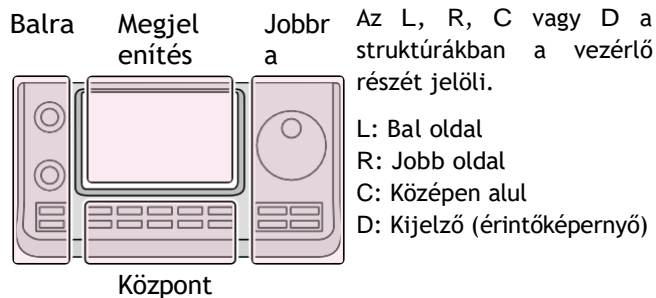 Balra
Megjel
enítés
Jobbr
a
Központ
Az L, R, C vagy D a
struktúrákban a vezérlő
részét jelöli.
L: Bal oldal
R: Jobb oldal
C: Középen alul
D: Kijelző (érintőképernyő)